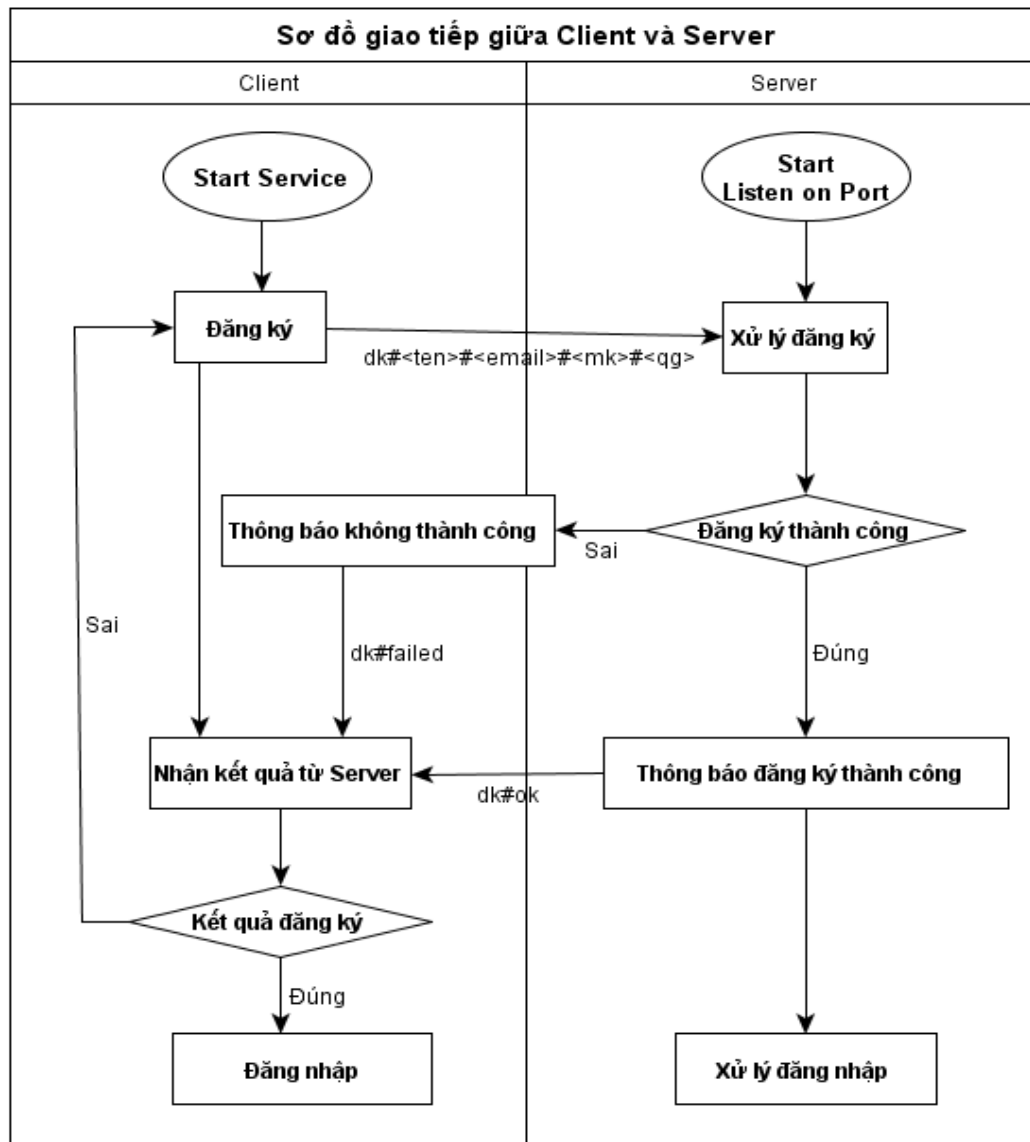 Sơ đồ giao tiếp giữa Client và Server
Client
Server
Start Service
Start
Listen on Port
Đăng ký
Xử lý đăng ký
dk#<ten>#<email>#<mk>#<qg>
Thông báo không thành công
Đăng ký thành công
Sai
Sai
dk#failed
Đúng
Nhận kết quả từ Server
Thông báo đăng ký thành công
dk#ok
Kết quả đăng ký
Đúng
Đăng nhập
Xử lý đăng nhập